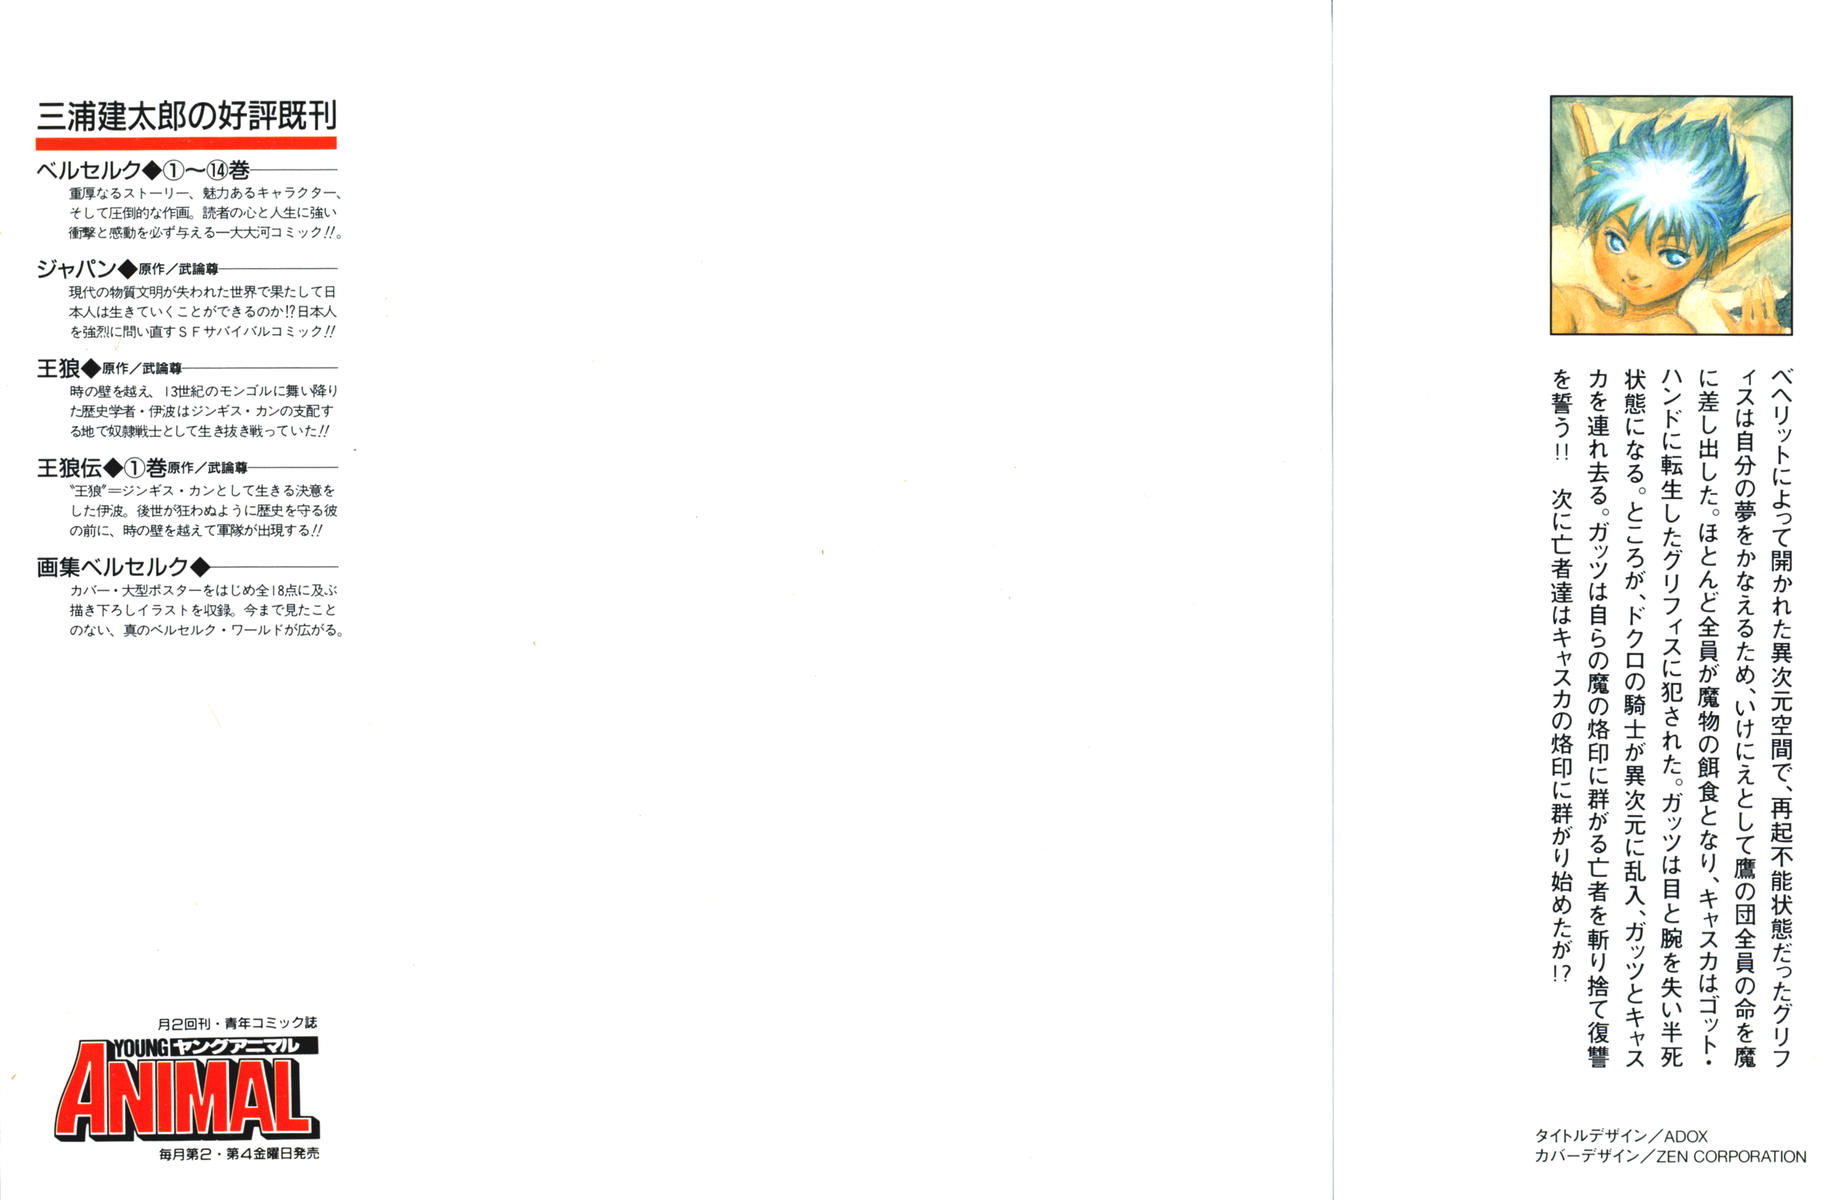 三浦建太郎の好評既刊
ベルセルク◆①〜⑭巻
重厚なるストーリー、魅力あるキャラクター、
そして圧倒的な作画。読者の心と人生に強い
衝撃と感動を必ず与える一大大河コミック!!。
ジャパン◆原作／武論尊
現代の物質文明が失われた世界で果たして日
本人は生きていくことができるのか!?日本人
を強烈に問い直すＳＦサバイバルコミック!!
王狼◆原作／武論尊
時の壁を越え、13世紀のモンゴルに舞い降り
た歴史学者・伊波はジンギス・カンの支配す
る地で奴隷戦士として生き抜き戦っていた!!
王狼伝◆①巻原作／武論尊
〝王狼〟＝ジンギス・カンとして生きる決意を
した伊波。後世が狂わぬように歴史を守る彼
の前に、時の壁を越えて軍隊が出現する!!
画集ベルセルク◆
カバー・大型ポスターをはじめ全18点に及ぶ
描き下ろしイラストを収録。今まで見たこと
のない、真のベルセルク・ワールドが広がる。
月2回刊・青年コミック誌
YOUNG ヤングアニマル
ANIMAL
毎月第2・第4金曜日発売
ベヘリットによって開かれた異次元空間で、再起不能状態だったグリフ
ィスは自分の夢をかなえるため、いけにえとして鷹の団全員の命を魔
に差し出した。ほとんど全員が魔物の餌食となり、キャスカはゴット・
ハンドに転生したグリフィスに犯された。ガッツは目と腕を失い半死
状態になる。ところが、ドクロの騎士が異次元に乱入、ガッツとキャス
カを連れ去る。ガッツは自らの魔の烙印に群がる亡者を斬り捨て復讐
を誓う!!　次に亡者達はキャスカの烙印に群がり始めたが!?
タイトルデザイン／ADOX
カバーデザイン／ZEN CORPORATION